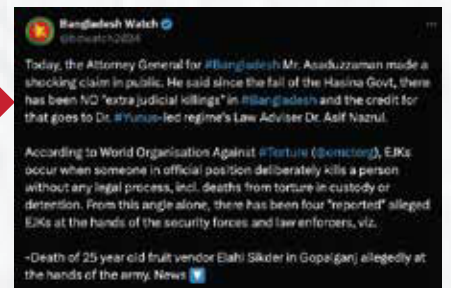 Bangladesh Watch
@bdwatch2024
Today, the Attorney General for #Bangladesh Mr. Asaduzzaman made a
shocking claim in public. He said since the fall of the Hasina Govt, there
has been NO "extra judicial killings" in #Bangladesh and the credit for
that goes to Dr. #Yunus-led regime's Law Adviser Dr. Asif Nazrul.
According to World Organisation Against #Torture (@omctorg), EJKs
occur when someone in official position deliberately kills a person
without any legal process, incl. deaths from torture in custody or
detention. From this angle alone, there has been four "reported" alleged
EJKs at the hands of the security forces and law enforcers, viz.
-Death of 25 year old fruit vendor Elahi Sikder in Gopalganj allegedly at
the hands of the army. News